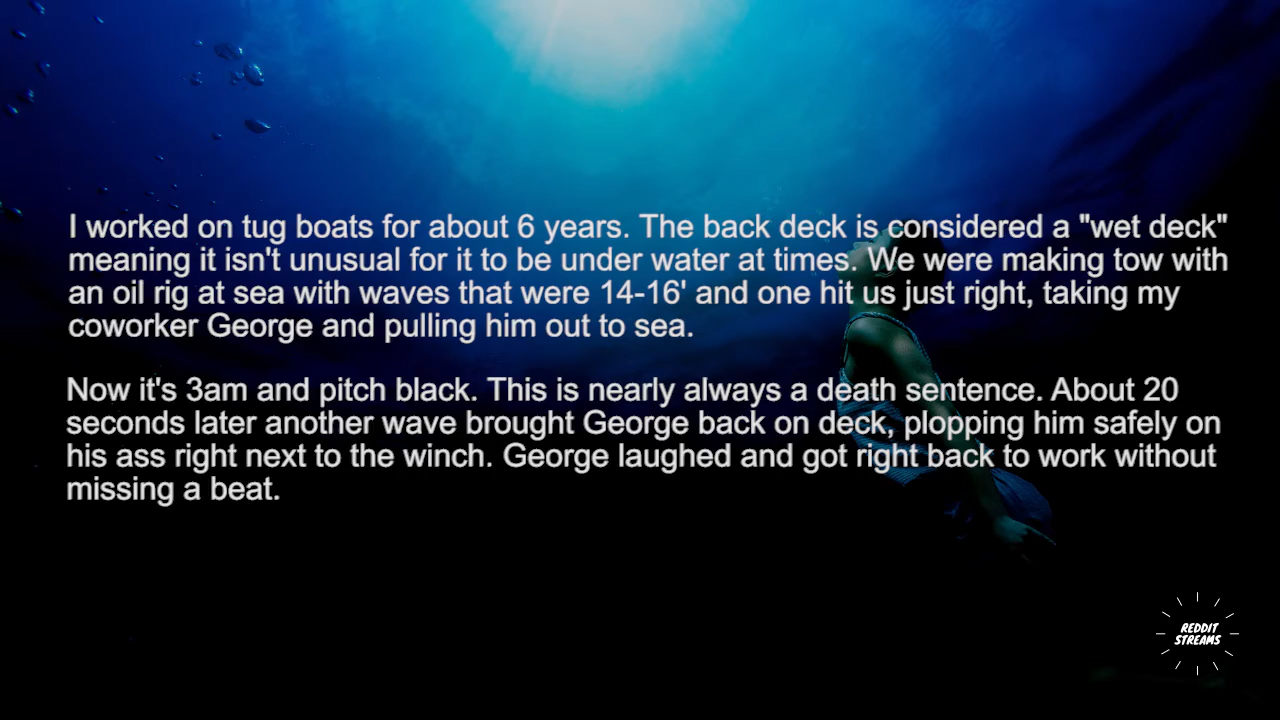 I worked on tug boats for about 6 years. The back deck is considered a "wet deck"
meaning it isn't unusual for it to be under water at times. We were making tow with
an oil rig at sea with waves that were 14-16' and one hit us just right, taking my
coworker George and pulling him out to sea.
Now it's 3am and pitch black. This is nearly always a death sentence. About 20
seconds later another wave brought George back on deck, plopping him safely on
his ass right next to the winch. George laughed and got right back to work without
missing a beat.
REDDIT
STREAMS